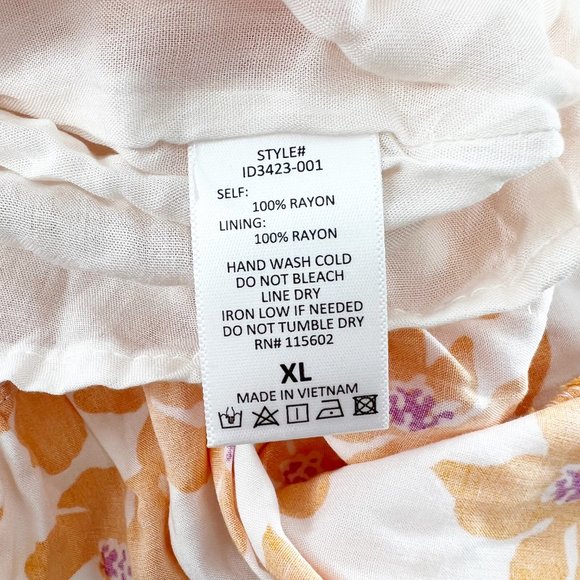 STYLE#
ID3423-001
SELF:
100% RAYON
LINING:
100% RAYON
HAND WASH COLD
DO NOT BLEACH
LINE DRY
IRON LOW IF NEEDED
DO NOT TUMBLE DRY
RN# 115602
XL
MADE IN VIETNAM